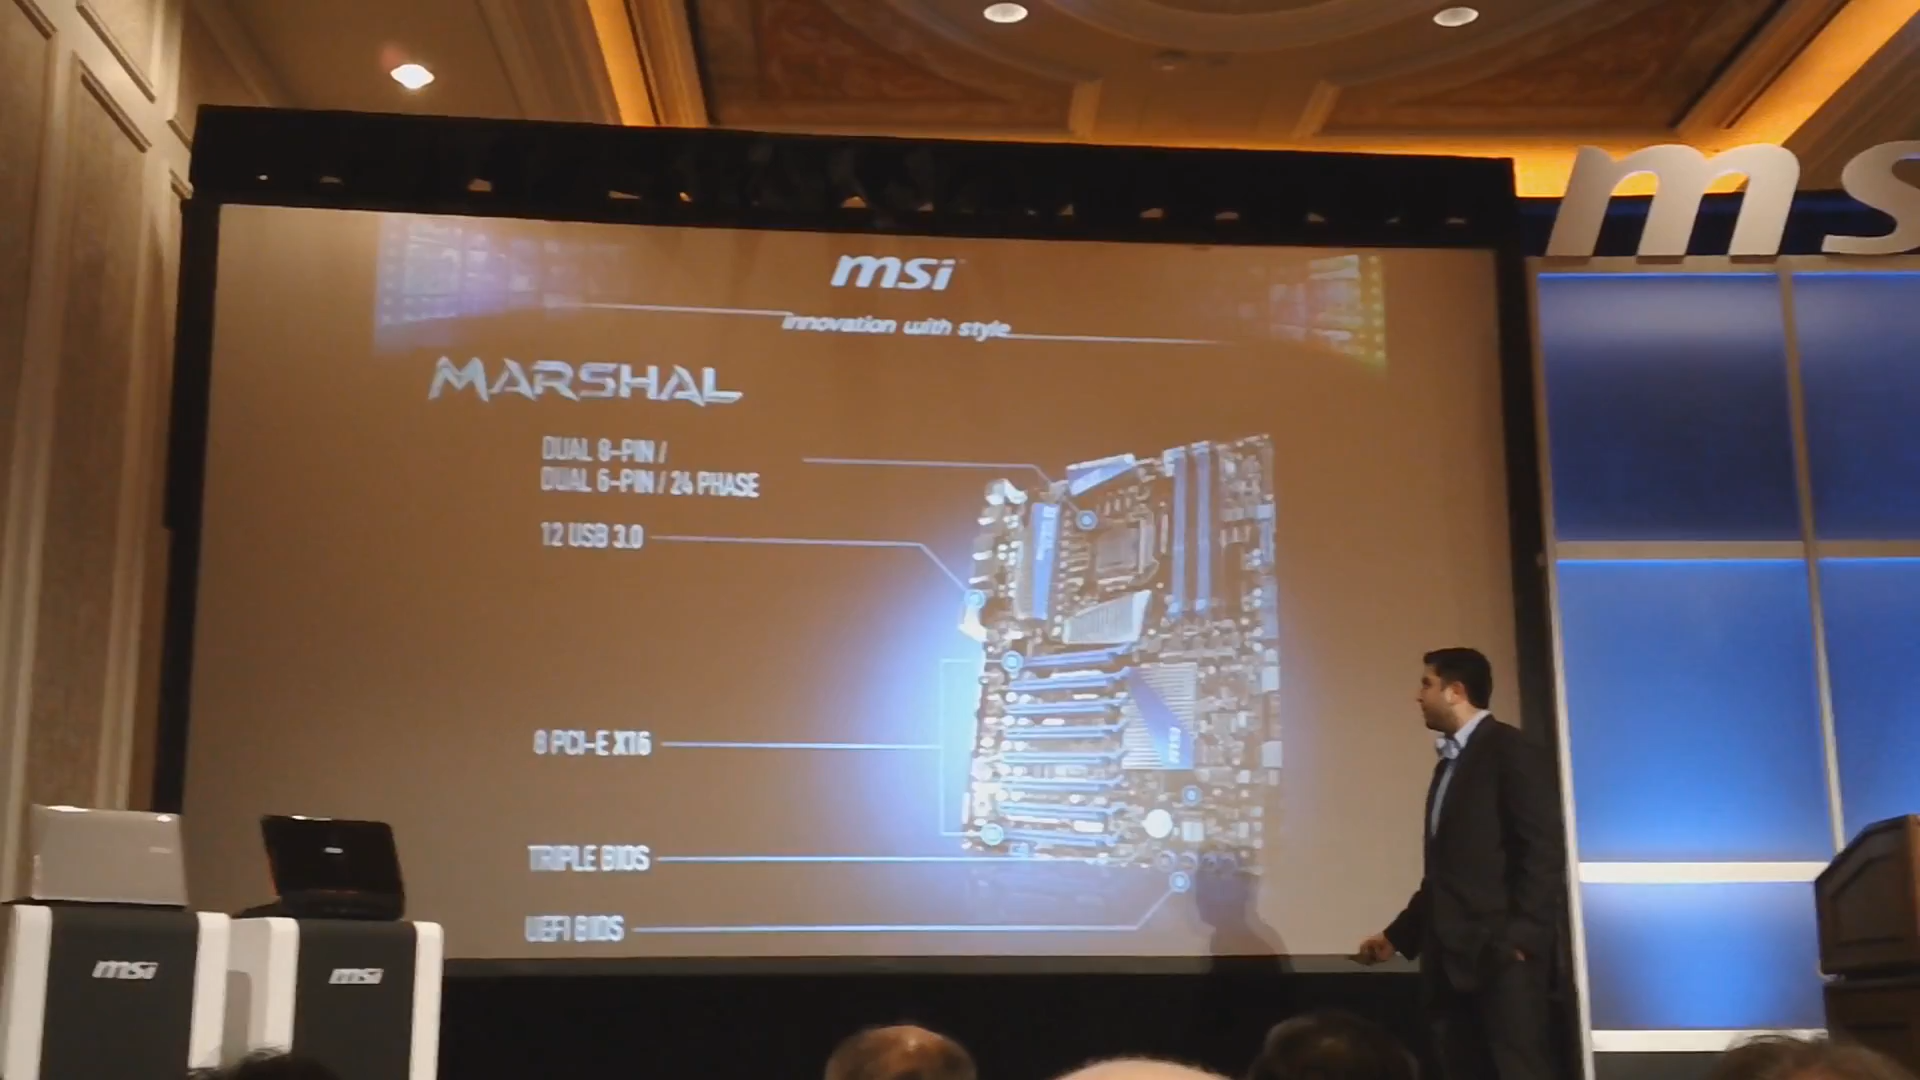 msi
innovation with style
MARSHAL
DUAL 8-PIN /
DUAL 6-PIN / 24 PHASE
12 USB 3.0
8 PCI-E X16
TRIPLE BIOS
UEFI BIOS
ms
msi
msi